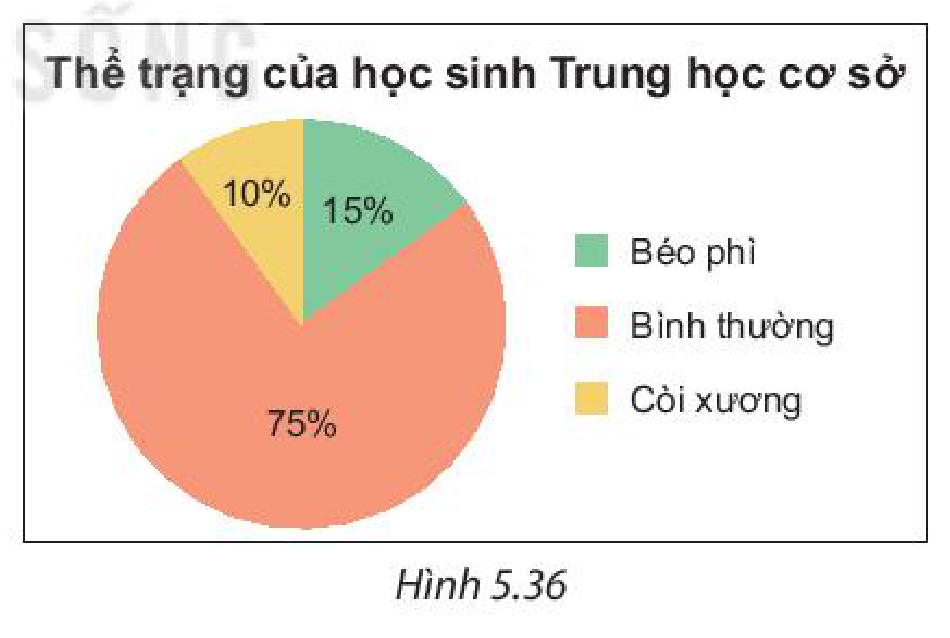 SỐNG
Thể trạng của học sinh Trung học cơ sở
10%
15%
75%
Béo phì
Bình thường
Còi xương
Hình 5.36